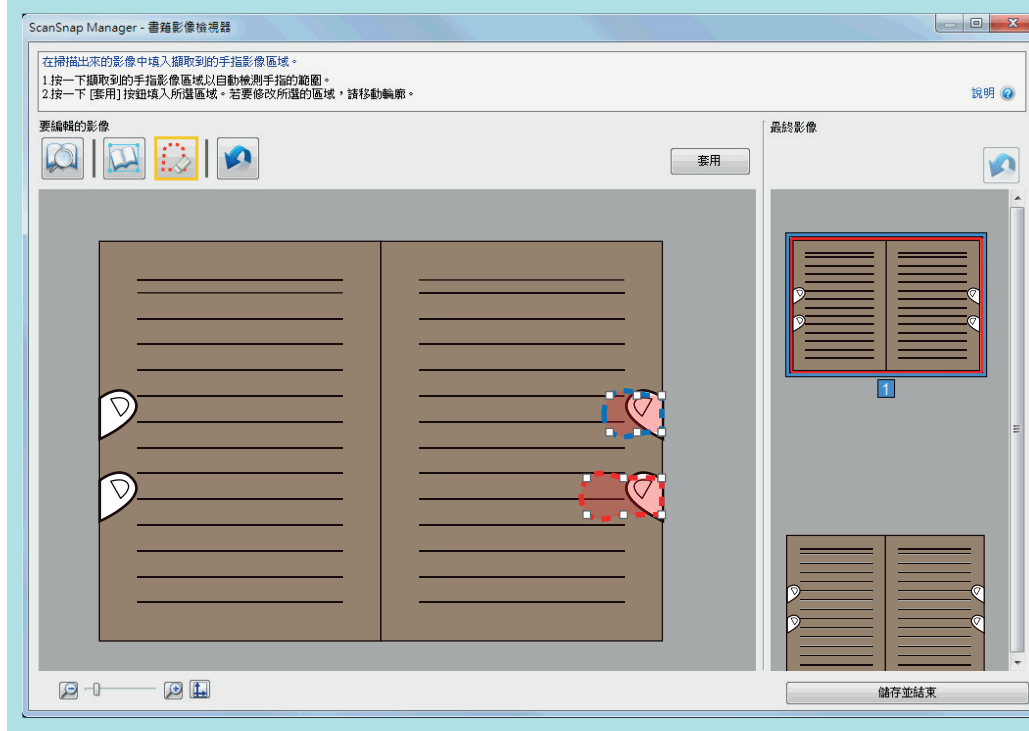 ScanSnap Manager - 書籍影像檢視器
在掃描出來的影像中填入擷取到的手指影像區域。
1.按一下擷取到的手指影像區域以自動檢測手指的範圍。
2.按一下 [套用] 按鈕填入所選區域。若要修改所選的區域，請移動輪廓。
說明
要編輯的影像
最終影像
套用
1
儲存並結束